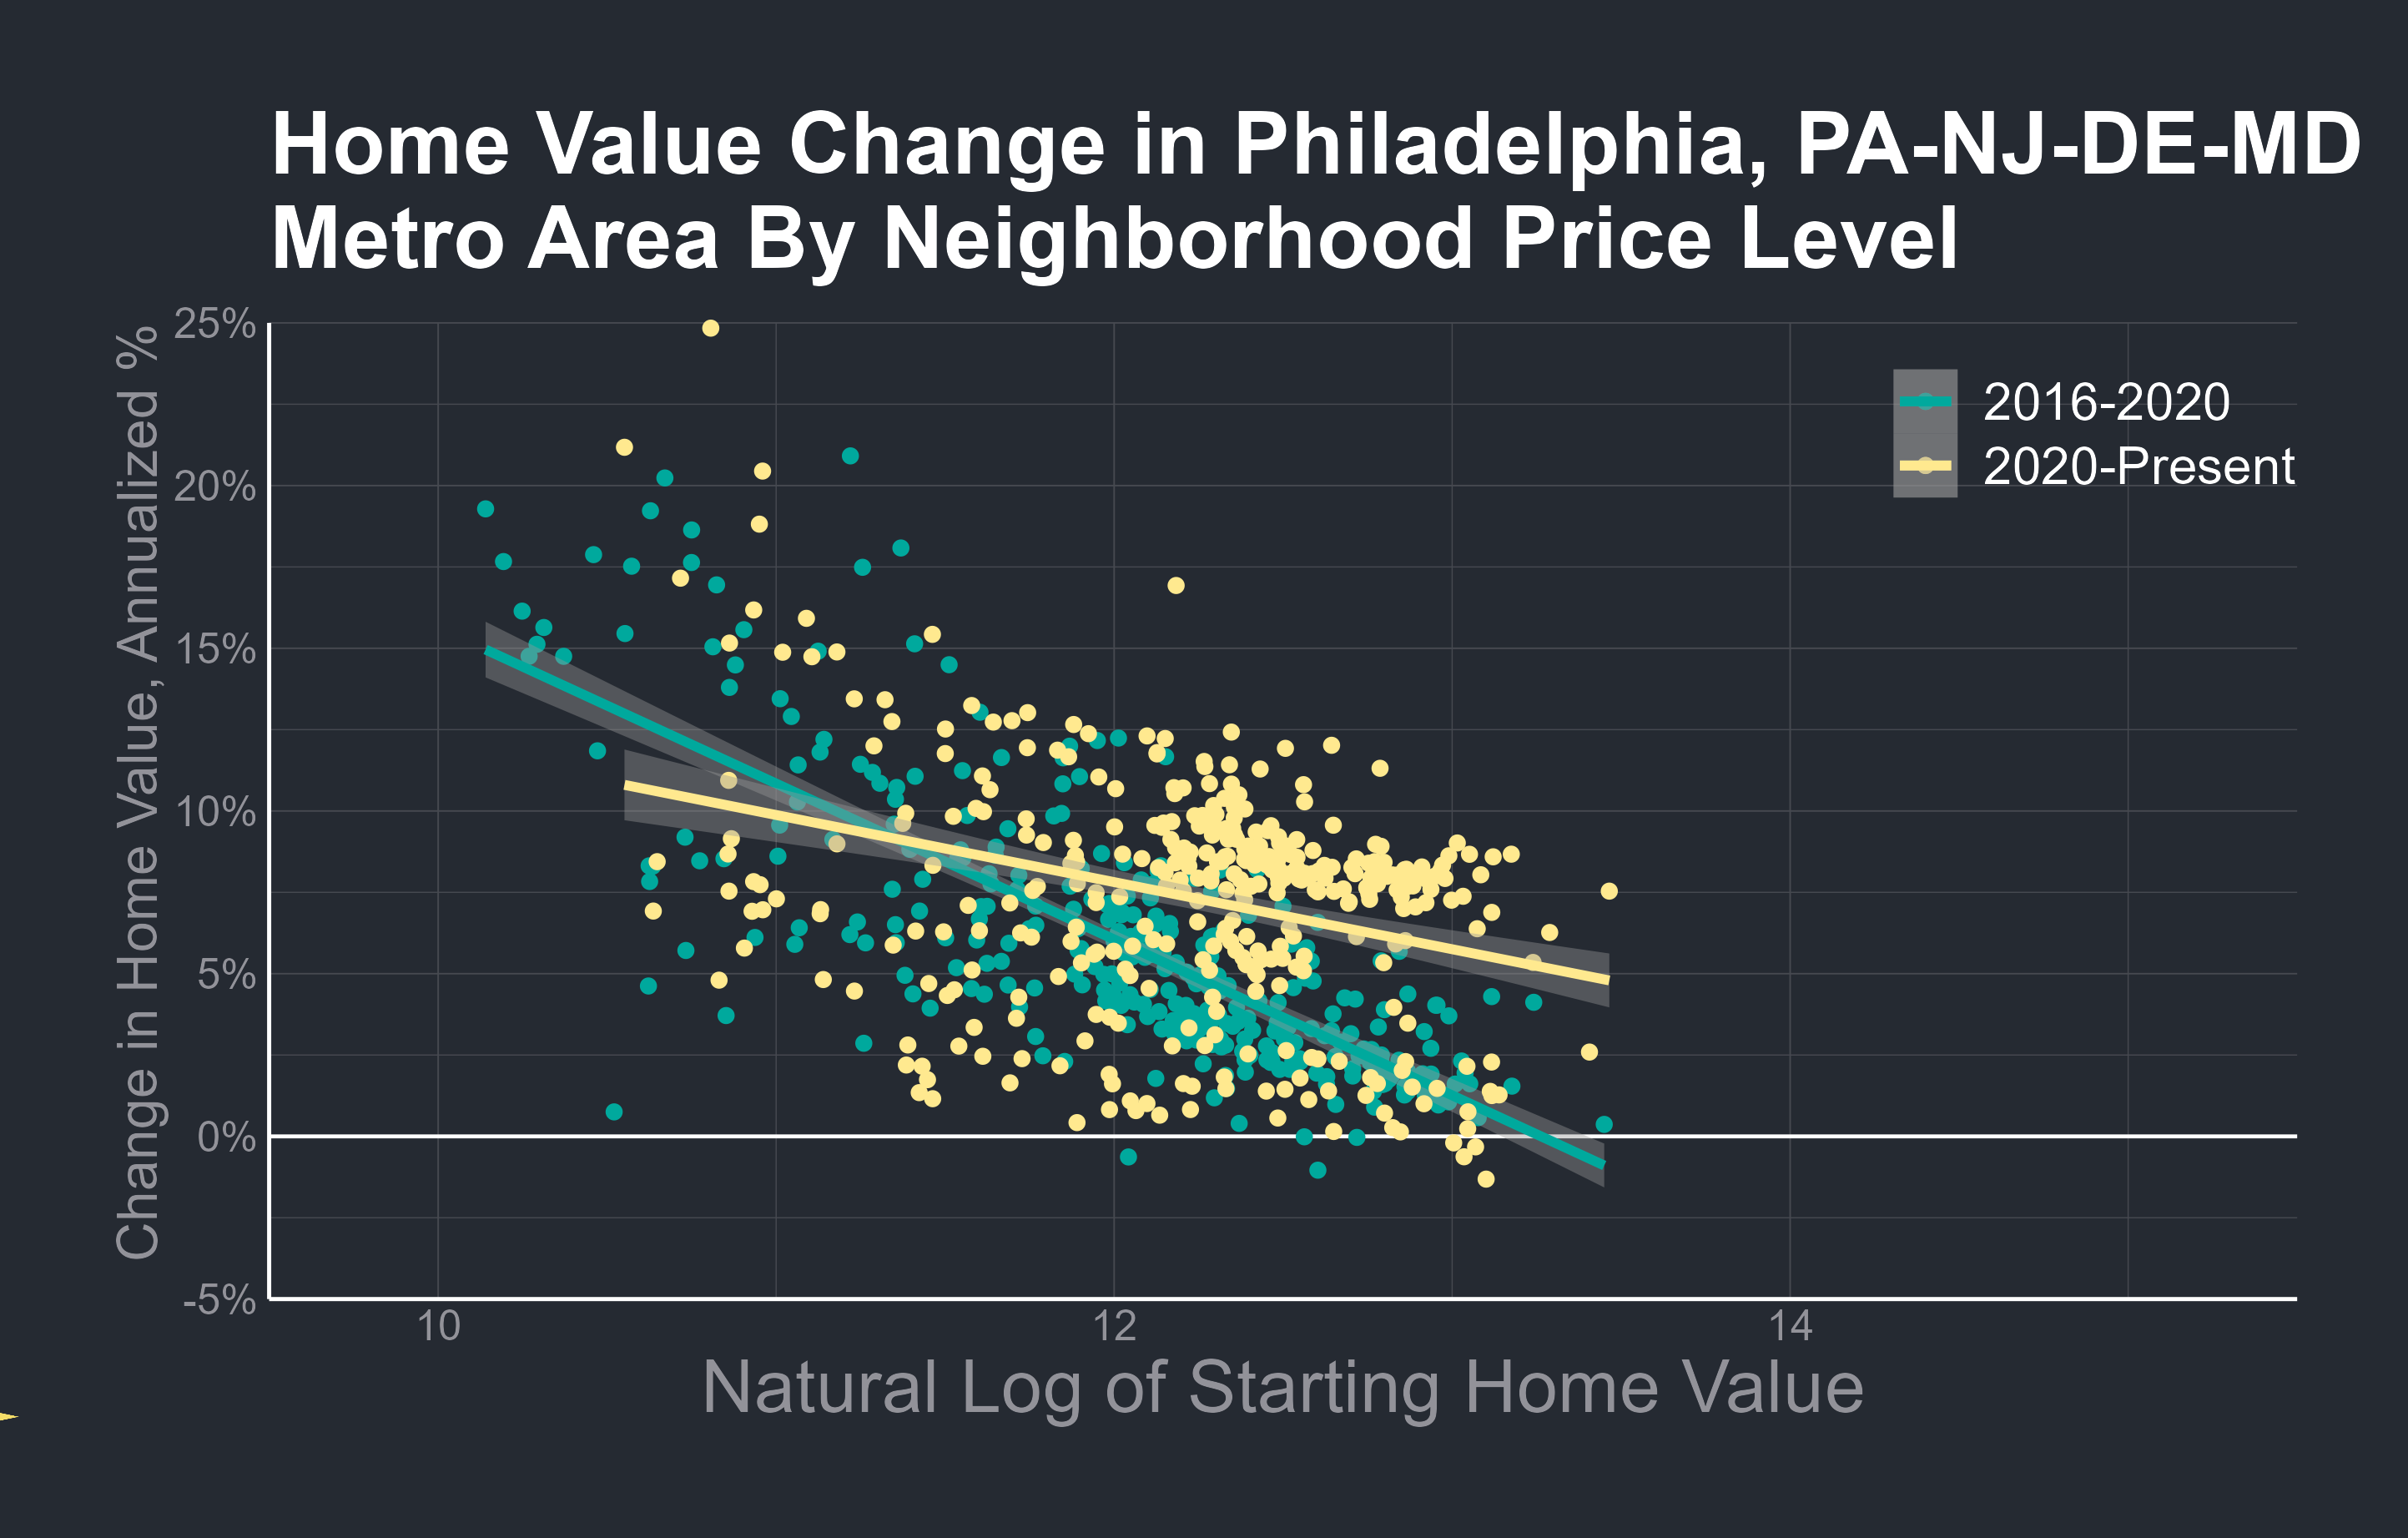 Home Value Change in Philadelphia, PA-NJ-DE-MD
Metro Area By Neighborhood Price Level
Change in Home Value, Annualized %
25%
20%
15%
10%
5%
0%
-5%
2016-2020
2020-Present
10
12
14
Natural Log of Starting Home Value